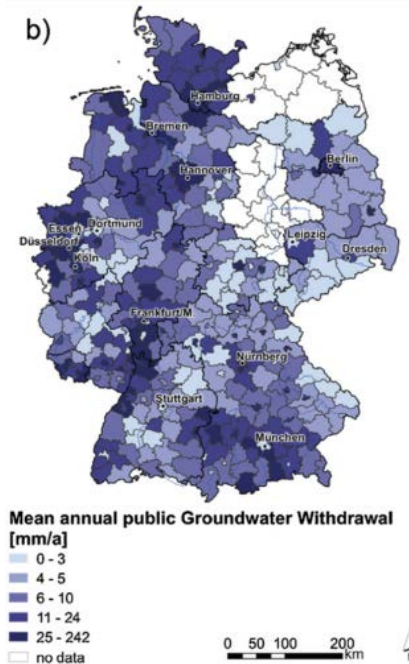 b)
Hamburg
Bremen
Berlin
Hannover
Essen Dortmund
Düsseldorf
Leipzig
Köln
Dresden
Frankfurt/M.
Nürnberg
Stuttgart
München
Mean annual public Groundwater Withdrawal
[mm/a]
0 - 3
4 - 5
6 - 10
11 - 24
25 - 242
no data
0 50 100 200
km